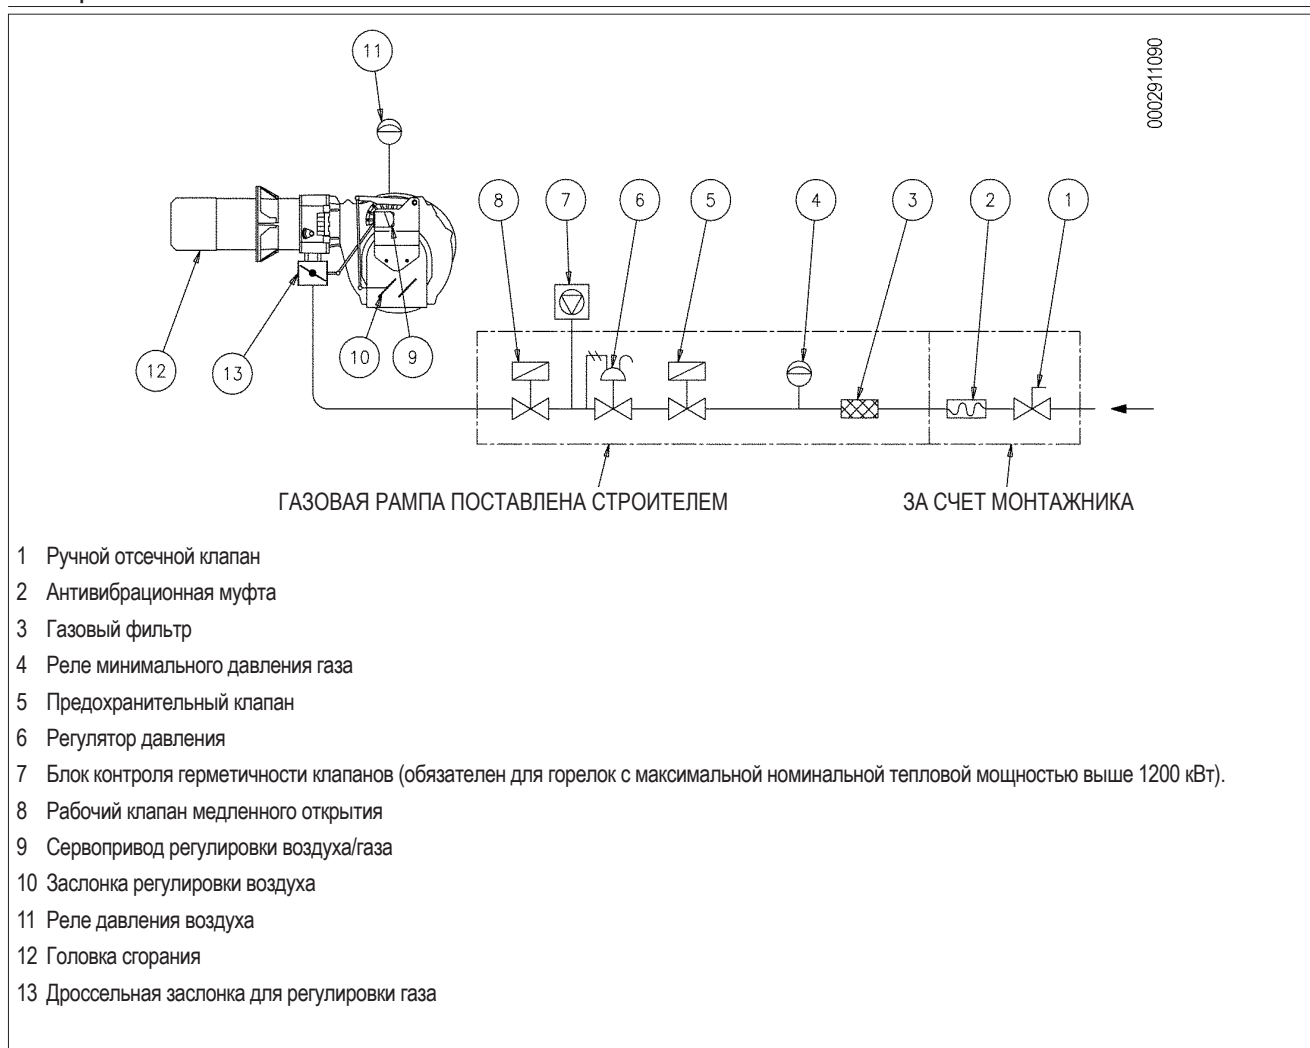 0002911090
11
8
7
6
5
4
3
2
1
10
9
12
13
ГАЗОВАЯ РАМПА ПОСТАВЛЕНА СТРОИТЕЛЕМ
ЗА СЧЕТ МОНТАЖНИКА
1 Ручной отсечной клапан
2 Антивибрационная муфта
3 Газовый фильтр
4 Реле минимального давления газа
5 Предохранительный клапан
6 Регулятор давления
7 Блок контроля герметичности клапанов (обязателен для горелок с максимальной номинальной тепловой мощностью выше 1200 кВт).
8 Рабочий клапан медленного открытия
9 Сервопривод регулировки воздуха/газа
10 Заслонка регулировки воздуха
11 Реле давления воздуха
12 Головка сгорания
13 Дроссельная заслонка для регулировки газа